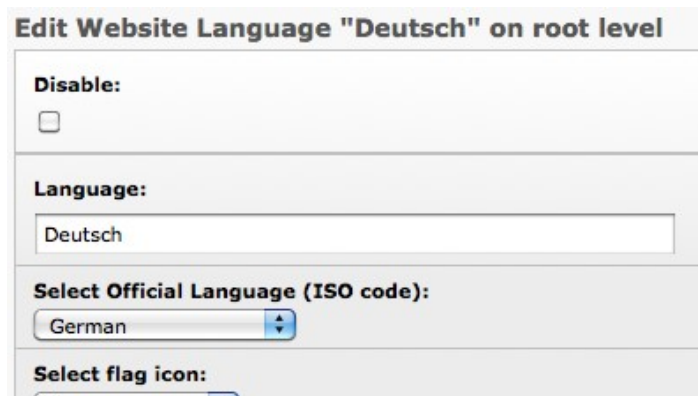 Edit Website Language "Deutsch" on root level
Disable:
Language:
Deutsch
Select Official Language (ISO code):
German
Select flag icon: